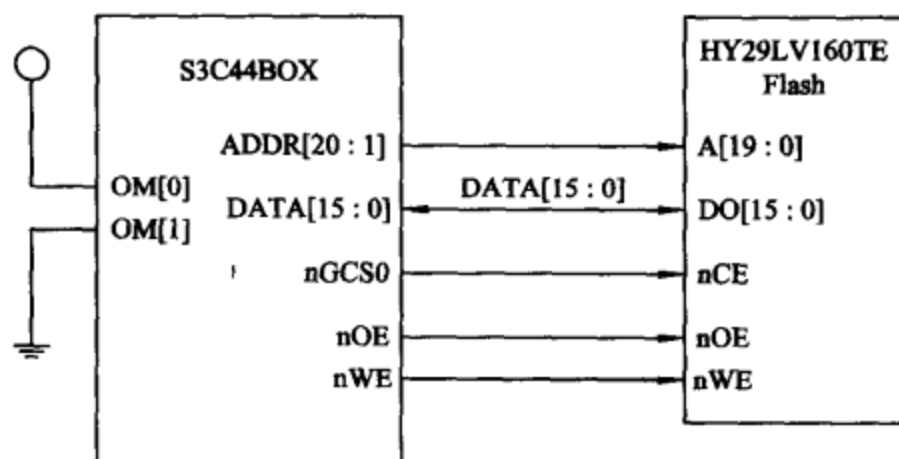 S3C44BOX
OM[0]
OM[1]
ADDR[20 : 1]
DATA[15 : 0]
nGCS0
nOE
nWE
DATA[15 : 0]
HY29LV160TE
Flash
A[19 : 0]
DO[15 : 0]
nCE
nOE
nWE